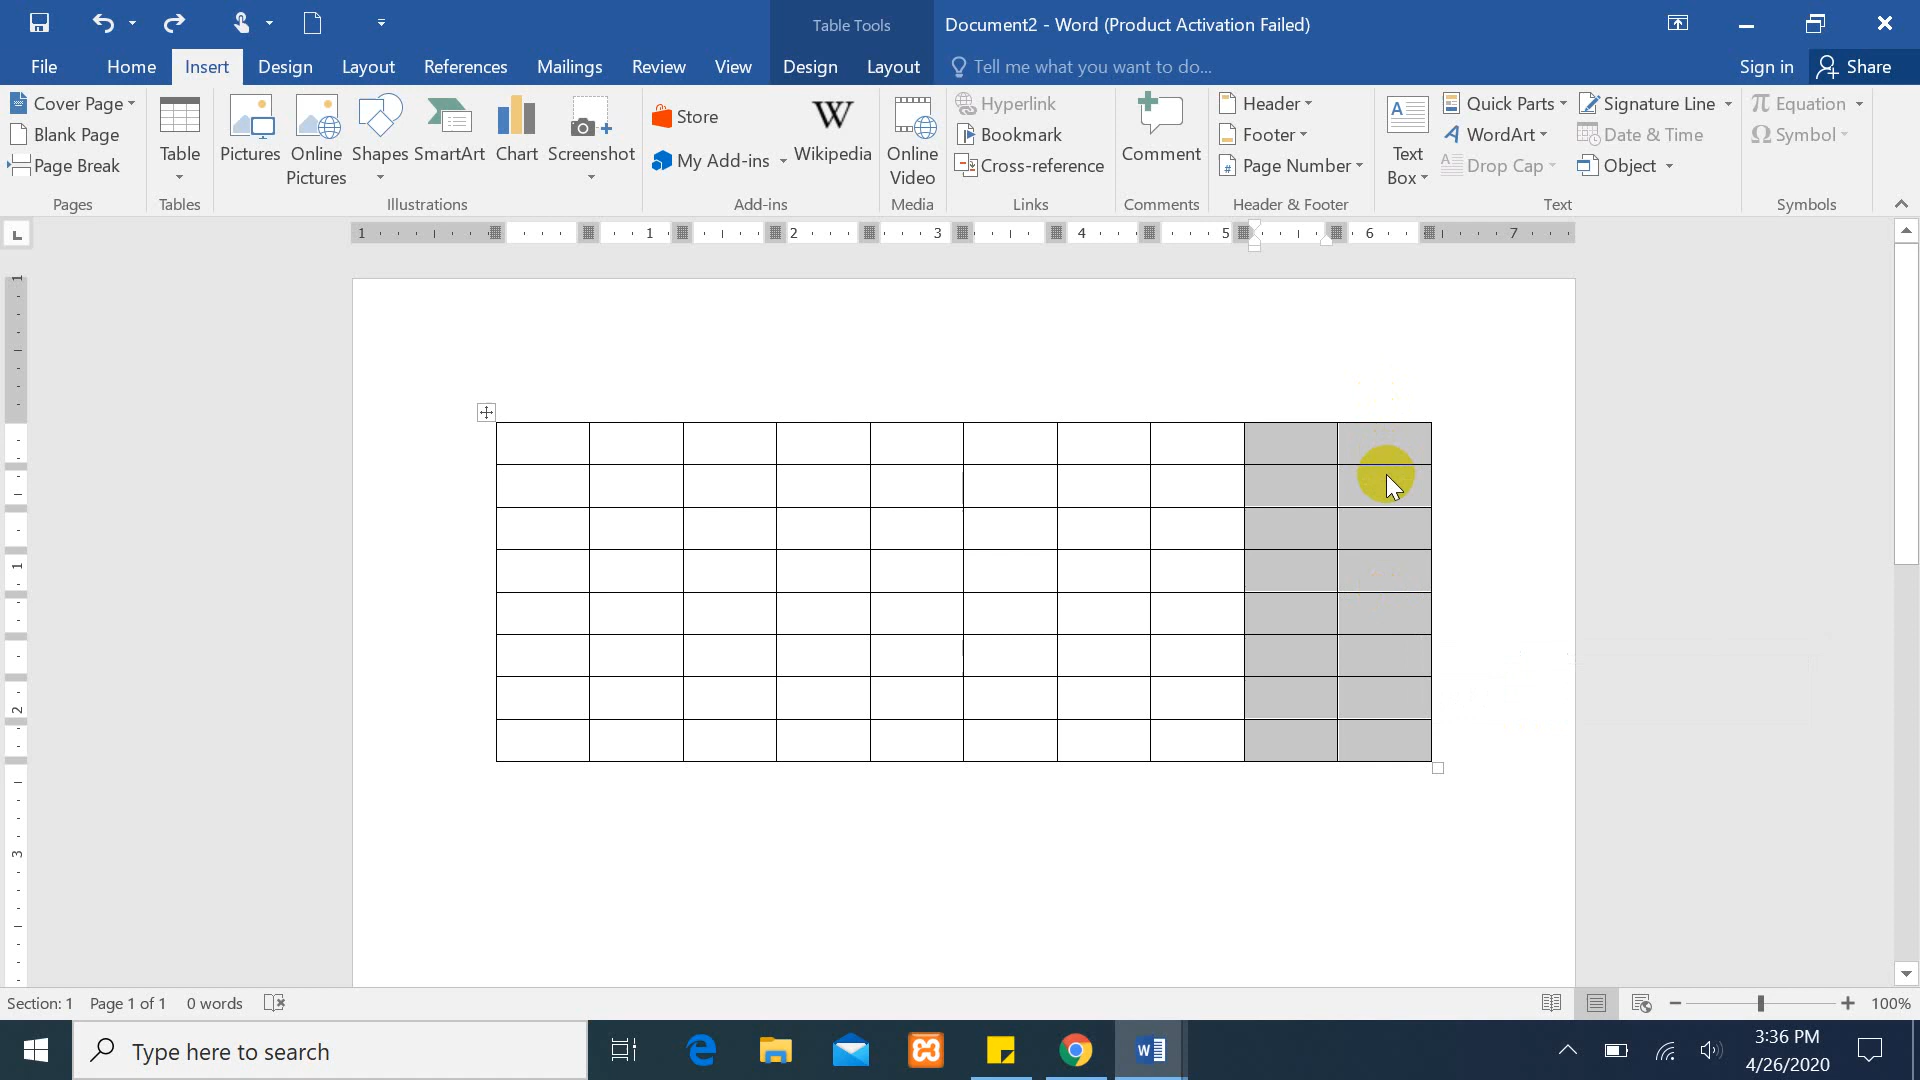 Table Tools
Document2 - Word (Product Activation Failed)
File Home Insert Design Layout References Mailings Review View Design Layout Tell me what you want to do... Sign in Share
Cover Page
Blank Page
Page Break
Pages
Table
Tables
Pictures
Online Pictures
Shapes
SmartArt
Chart
Screenshot
Illustrations
Store
My Add-ins
Wikipedia
Add-ins
Online Video
Media
Hyperlink
Bookmark
Cross-reference
Links
Comment
Comments
Header
Footer
Page Number
Header & Footer
Text Box
Quick Parts
WordArt
Drop Cap
Signature Line
Date & Time
Object
Text
Equation
Symbol
Symbols
1 1 2 3 4 5 6 7
1
1
2
3
Section: 1 Page 1 of 1 0 words 100%
Type here to search
3:36 PM
4/26/2020